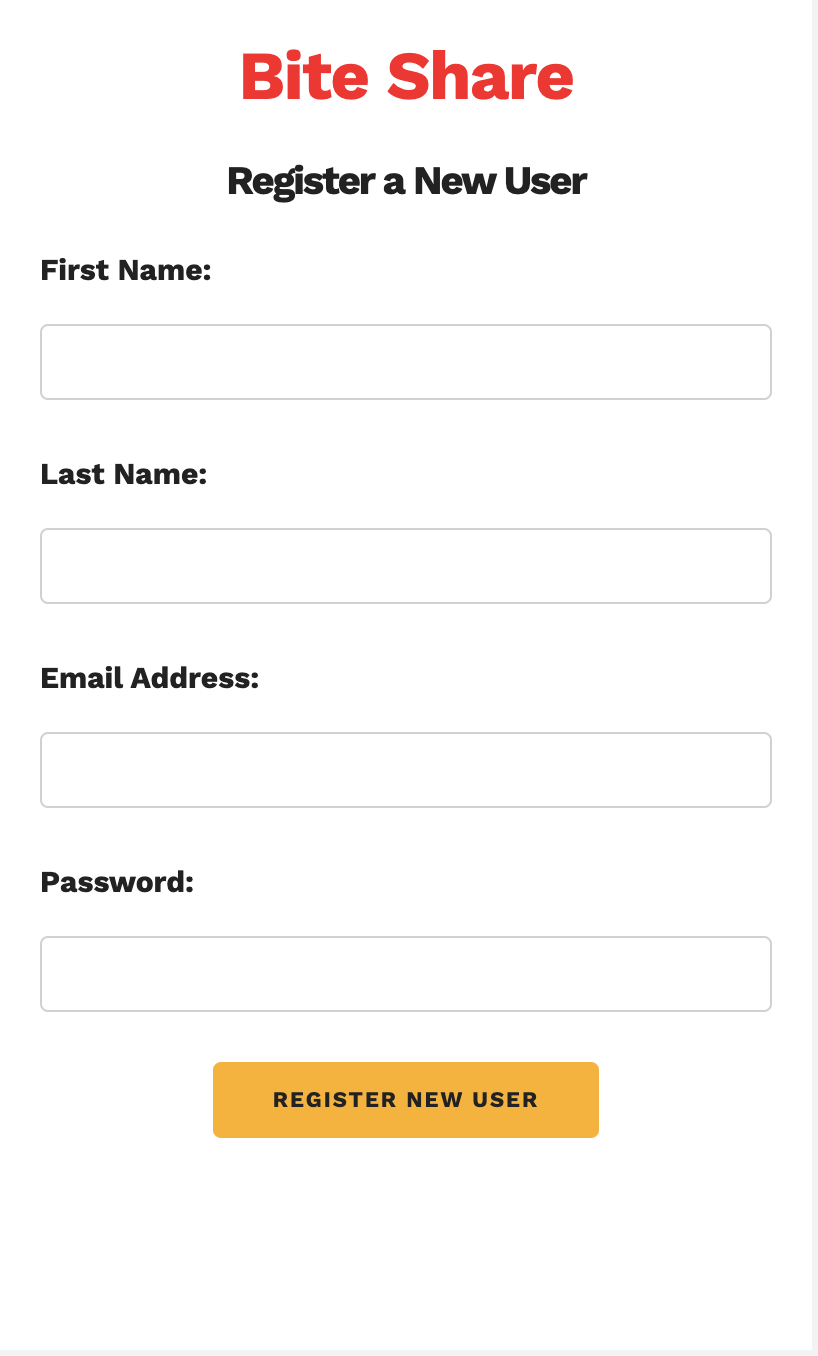 Bite Share
Register a New User
First Name:
Last Name:
Email Address:
Password:
REGISTER NEW USER